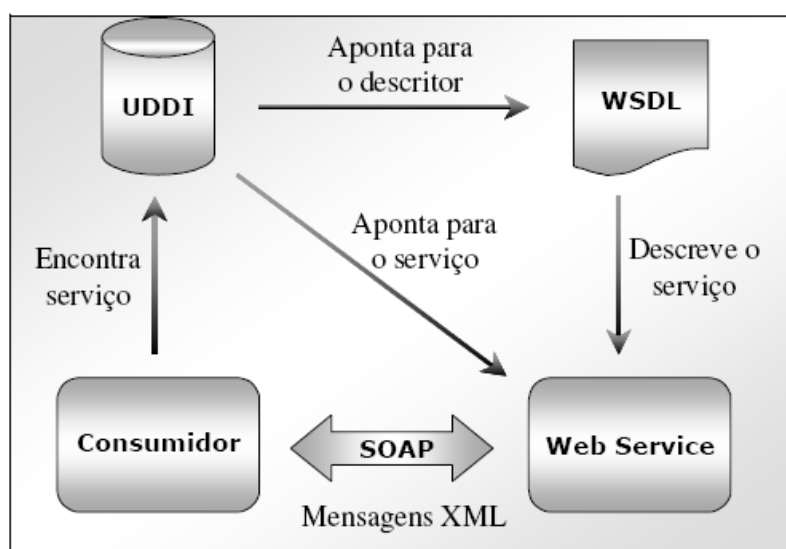 UDDI
Aponta para
o descritor
WSDL
Encontra
serviço
Aponta para
o serviço
Descreve o
serviço
Consumidor
SOAP
Web Service
Mensagens XML